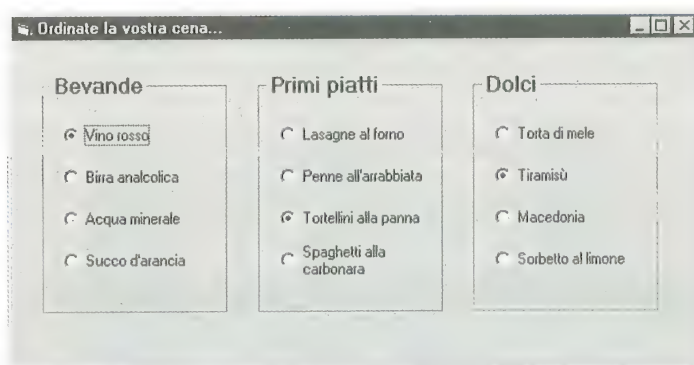 Ordinate la vostra cena...
Bevande
Vino rosso
Birra analcolica
Acqua minerale
Succo d'arancia
Primi piatti
Lasagne al forno
Penne all'arrabbiata
Tortellini alla panna
Spaghetti alla
carbonara
Dolci
Torta di mele
Tiramisù
Macedonia
Sorbetto al limone